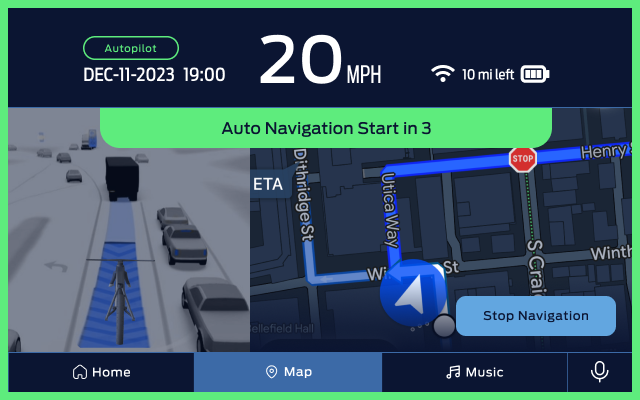 Autopilot
DEC-11-2023 19:00
20 MPH
10 mi left
Auto Navigation Start in 3
ETA
Dithridge St
Utica Way
STOP
Henry
S Craig
Winth
Wi
St
ellefield Hall
Stop Navigation
Home
Map
Music